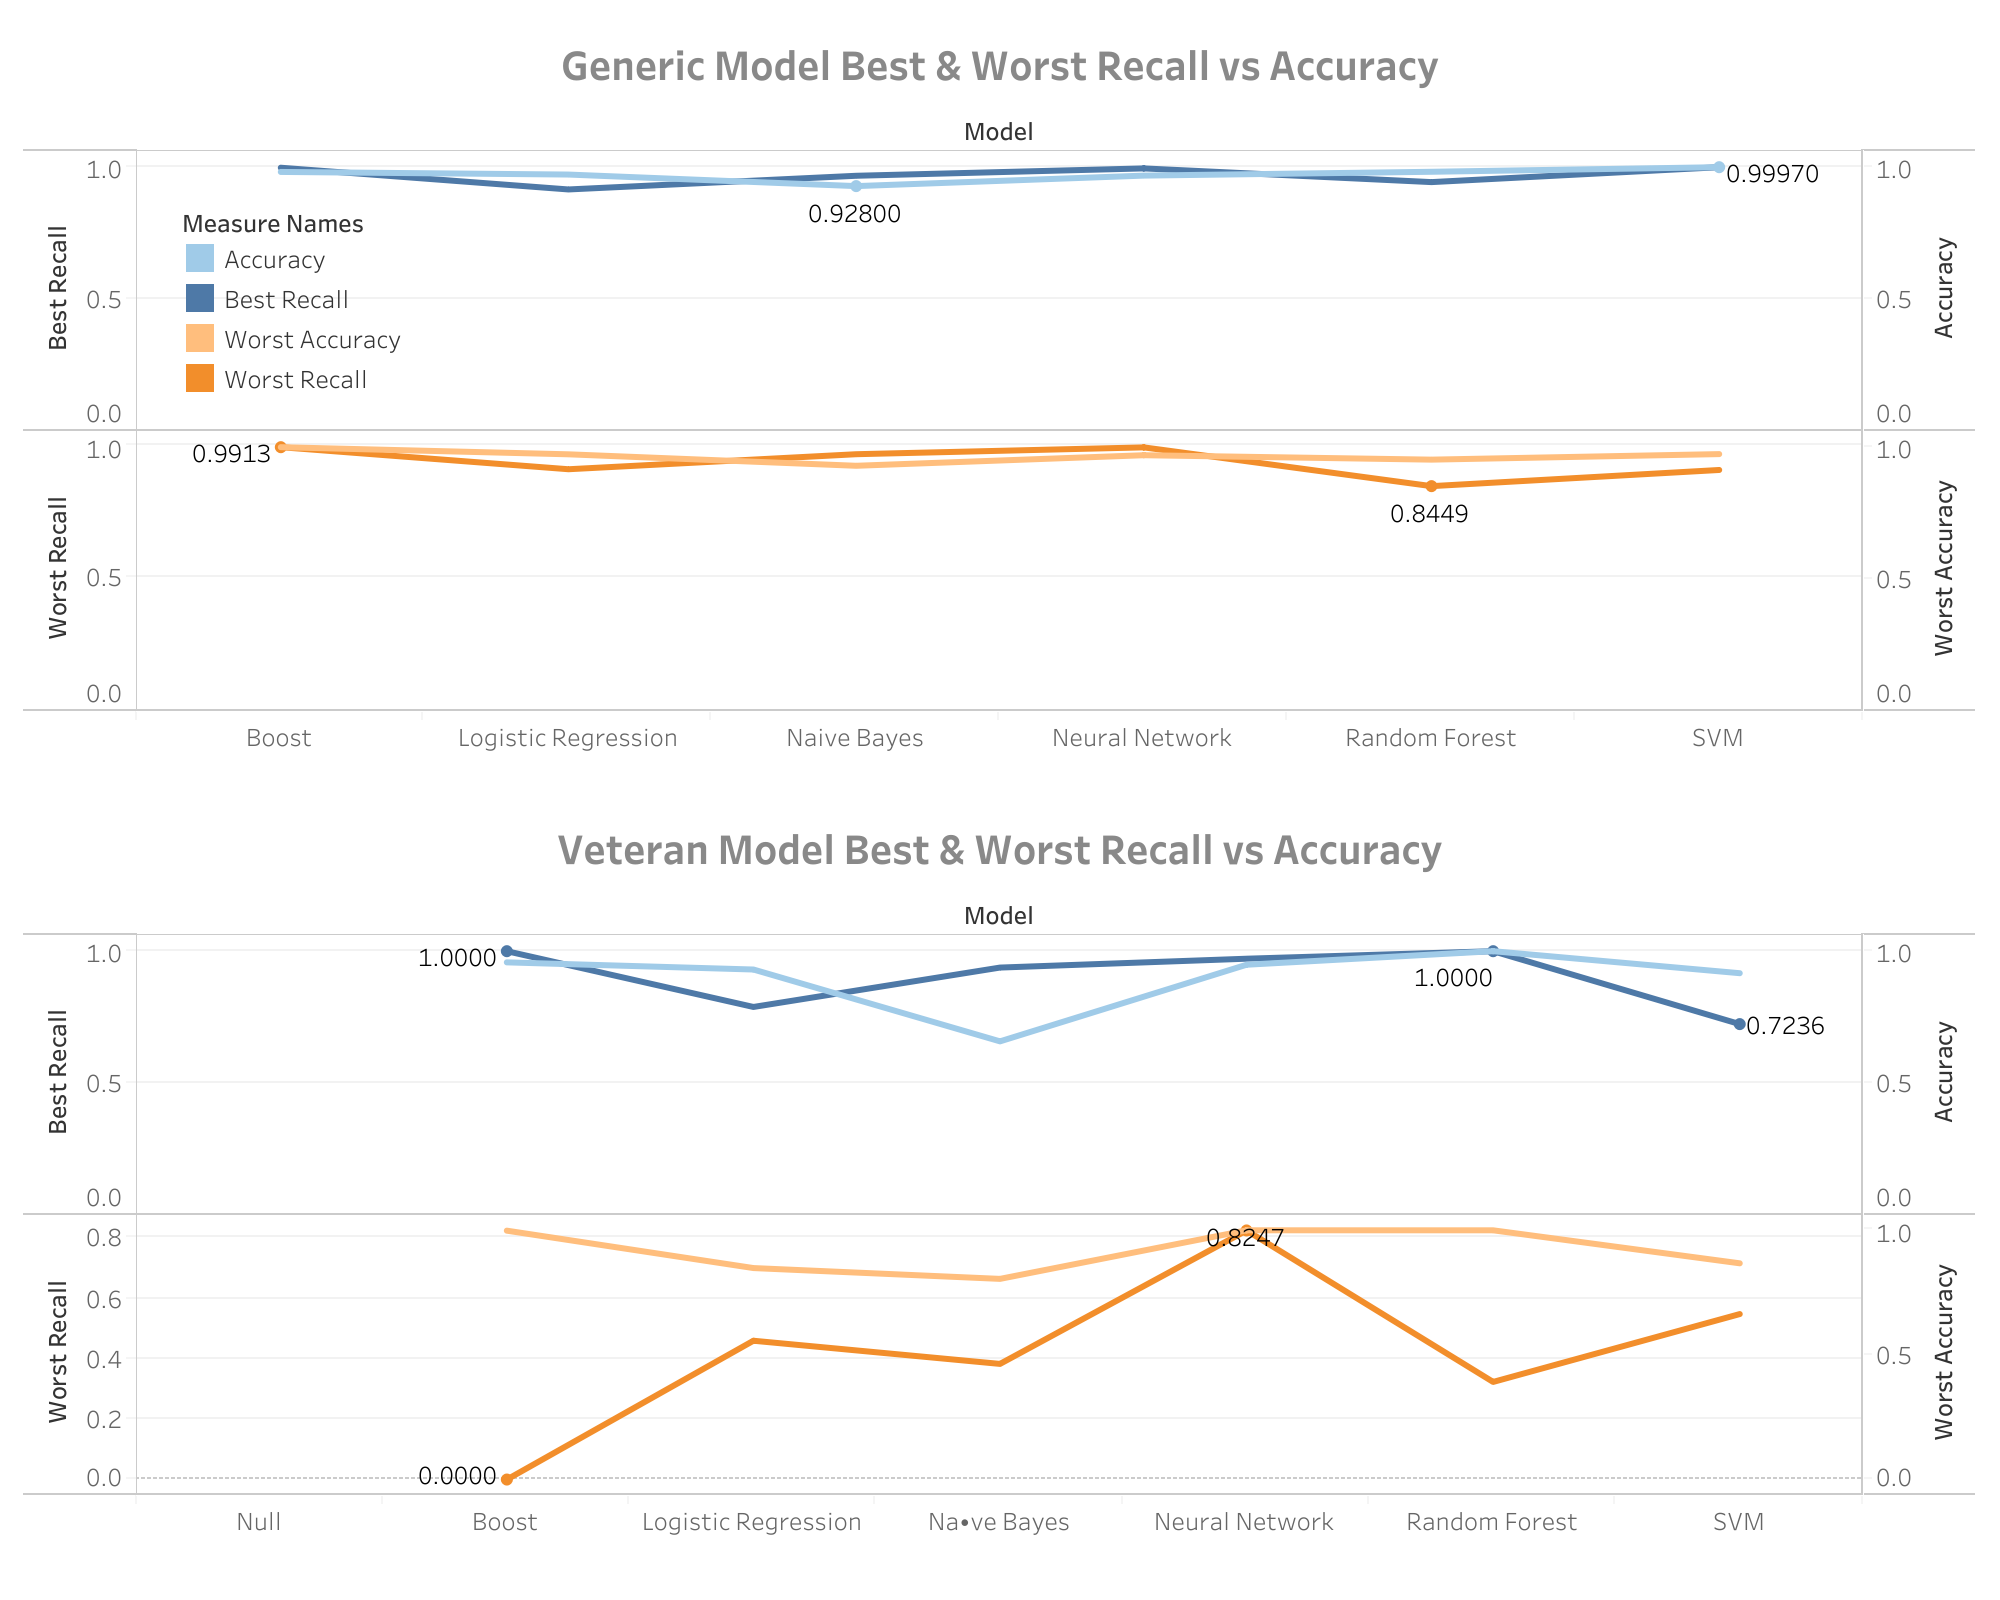 Generic Model Best & Worst Recall vs Accuracy
Model
1.0
0.5
0.0
Best Recall
Measure Names
Accuracy
Best Recall
Worst Accuracy
Worst Recall
0.92800
0.99970
1.0
0.5
0.0
Accuracy
1.0
0.5
0.0
Worst Recall
0.9913
0.8449
1.0
0.5
0.0
Worst Accuracy
Boost Logistic Regression Naive Bayes Neural Network Random Forest SVM
Veteran Model Best & Worst Recall vs Accuracy
Model
1.0
0.5
0.0
Best Recall
1.0000
1.0000
0.7236
1.0
0.5
0.0
Accuracy
0.8
0.6
0.4
0.2
0.0
Worst Recall
0.8247
0.0000
1.0
0.5
0.0
Worst Accuracy
Null Boost Logistic Regression Na•ve Bayes Neural Network Random Forest SVM